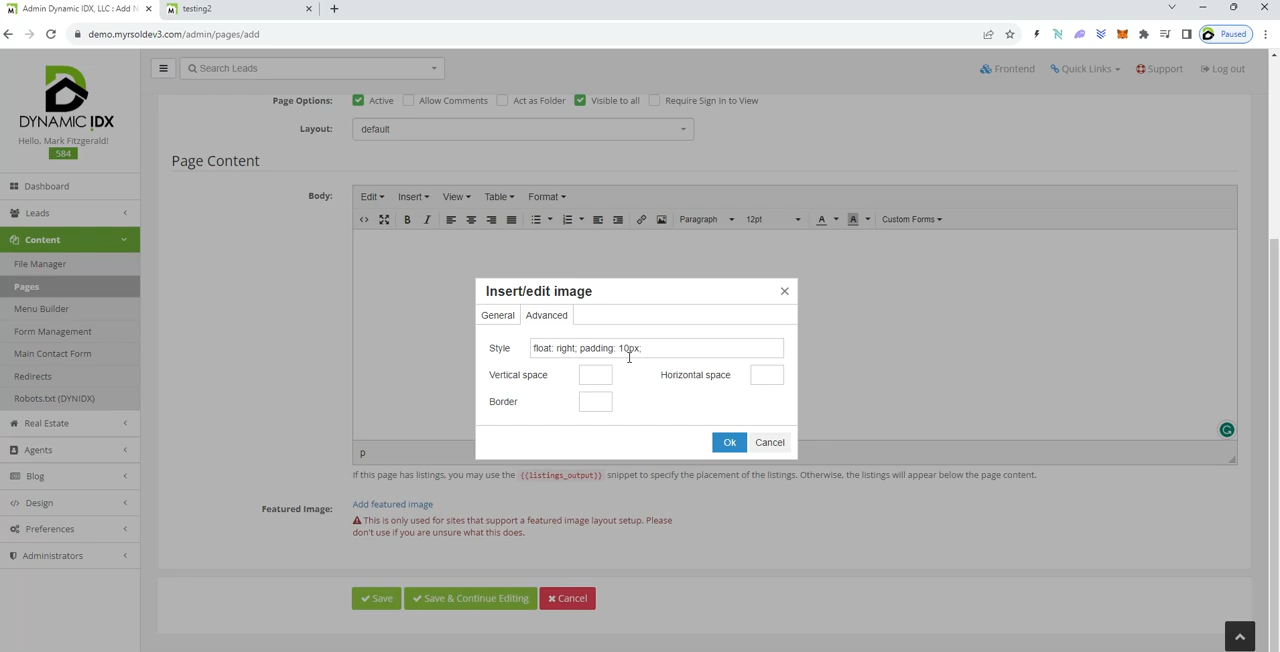 Admin Dynamic IDX, LLC : Add N
testing2
demo.myrsoldev3.com/admin/pages/add
Paused
DYNAMIC IDX
Hello, Mark Fitzgerald!
584
Search Leads
Frontend
Quick Links
Support
Log out
Dashboard
Leads
Content
File Manager
Pages
Menu Builder
Form Management
Main Contact Form
Redirects
Robots.txt (DYNIDX)
Real Estate
Agents
Blog
Design
Preferences
Administrators
Page Options:
Active
Allow Comments
Act as Folder
Visible to all
Require Sign In to View
Layout:
default
Page Content
Body:
Edit
Insert
View
Table
Format
Paragraph
12pt
Custom Forms
Insert/edit image
General
Advanced
Style
float: right; padding: 10px;
Vertical space
Horizontal space
Border
Ok
Cancel
p
If this page has listings, you may use the {{listings_output}} snippet to specify the placement of the listings. Otherwise, the listings will appear below the page content.
Featured Image:
Add featured image
This is only used for sites that support a featured image layout setup. Please
don't use if you are unsure what this does.
Save
Save & Continue Editing
Cancel